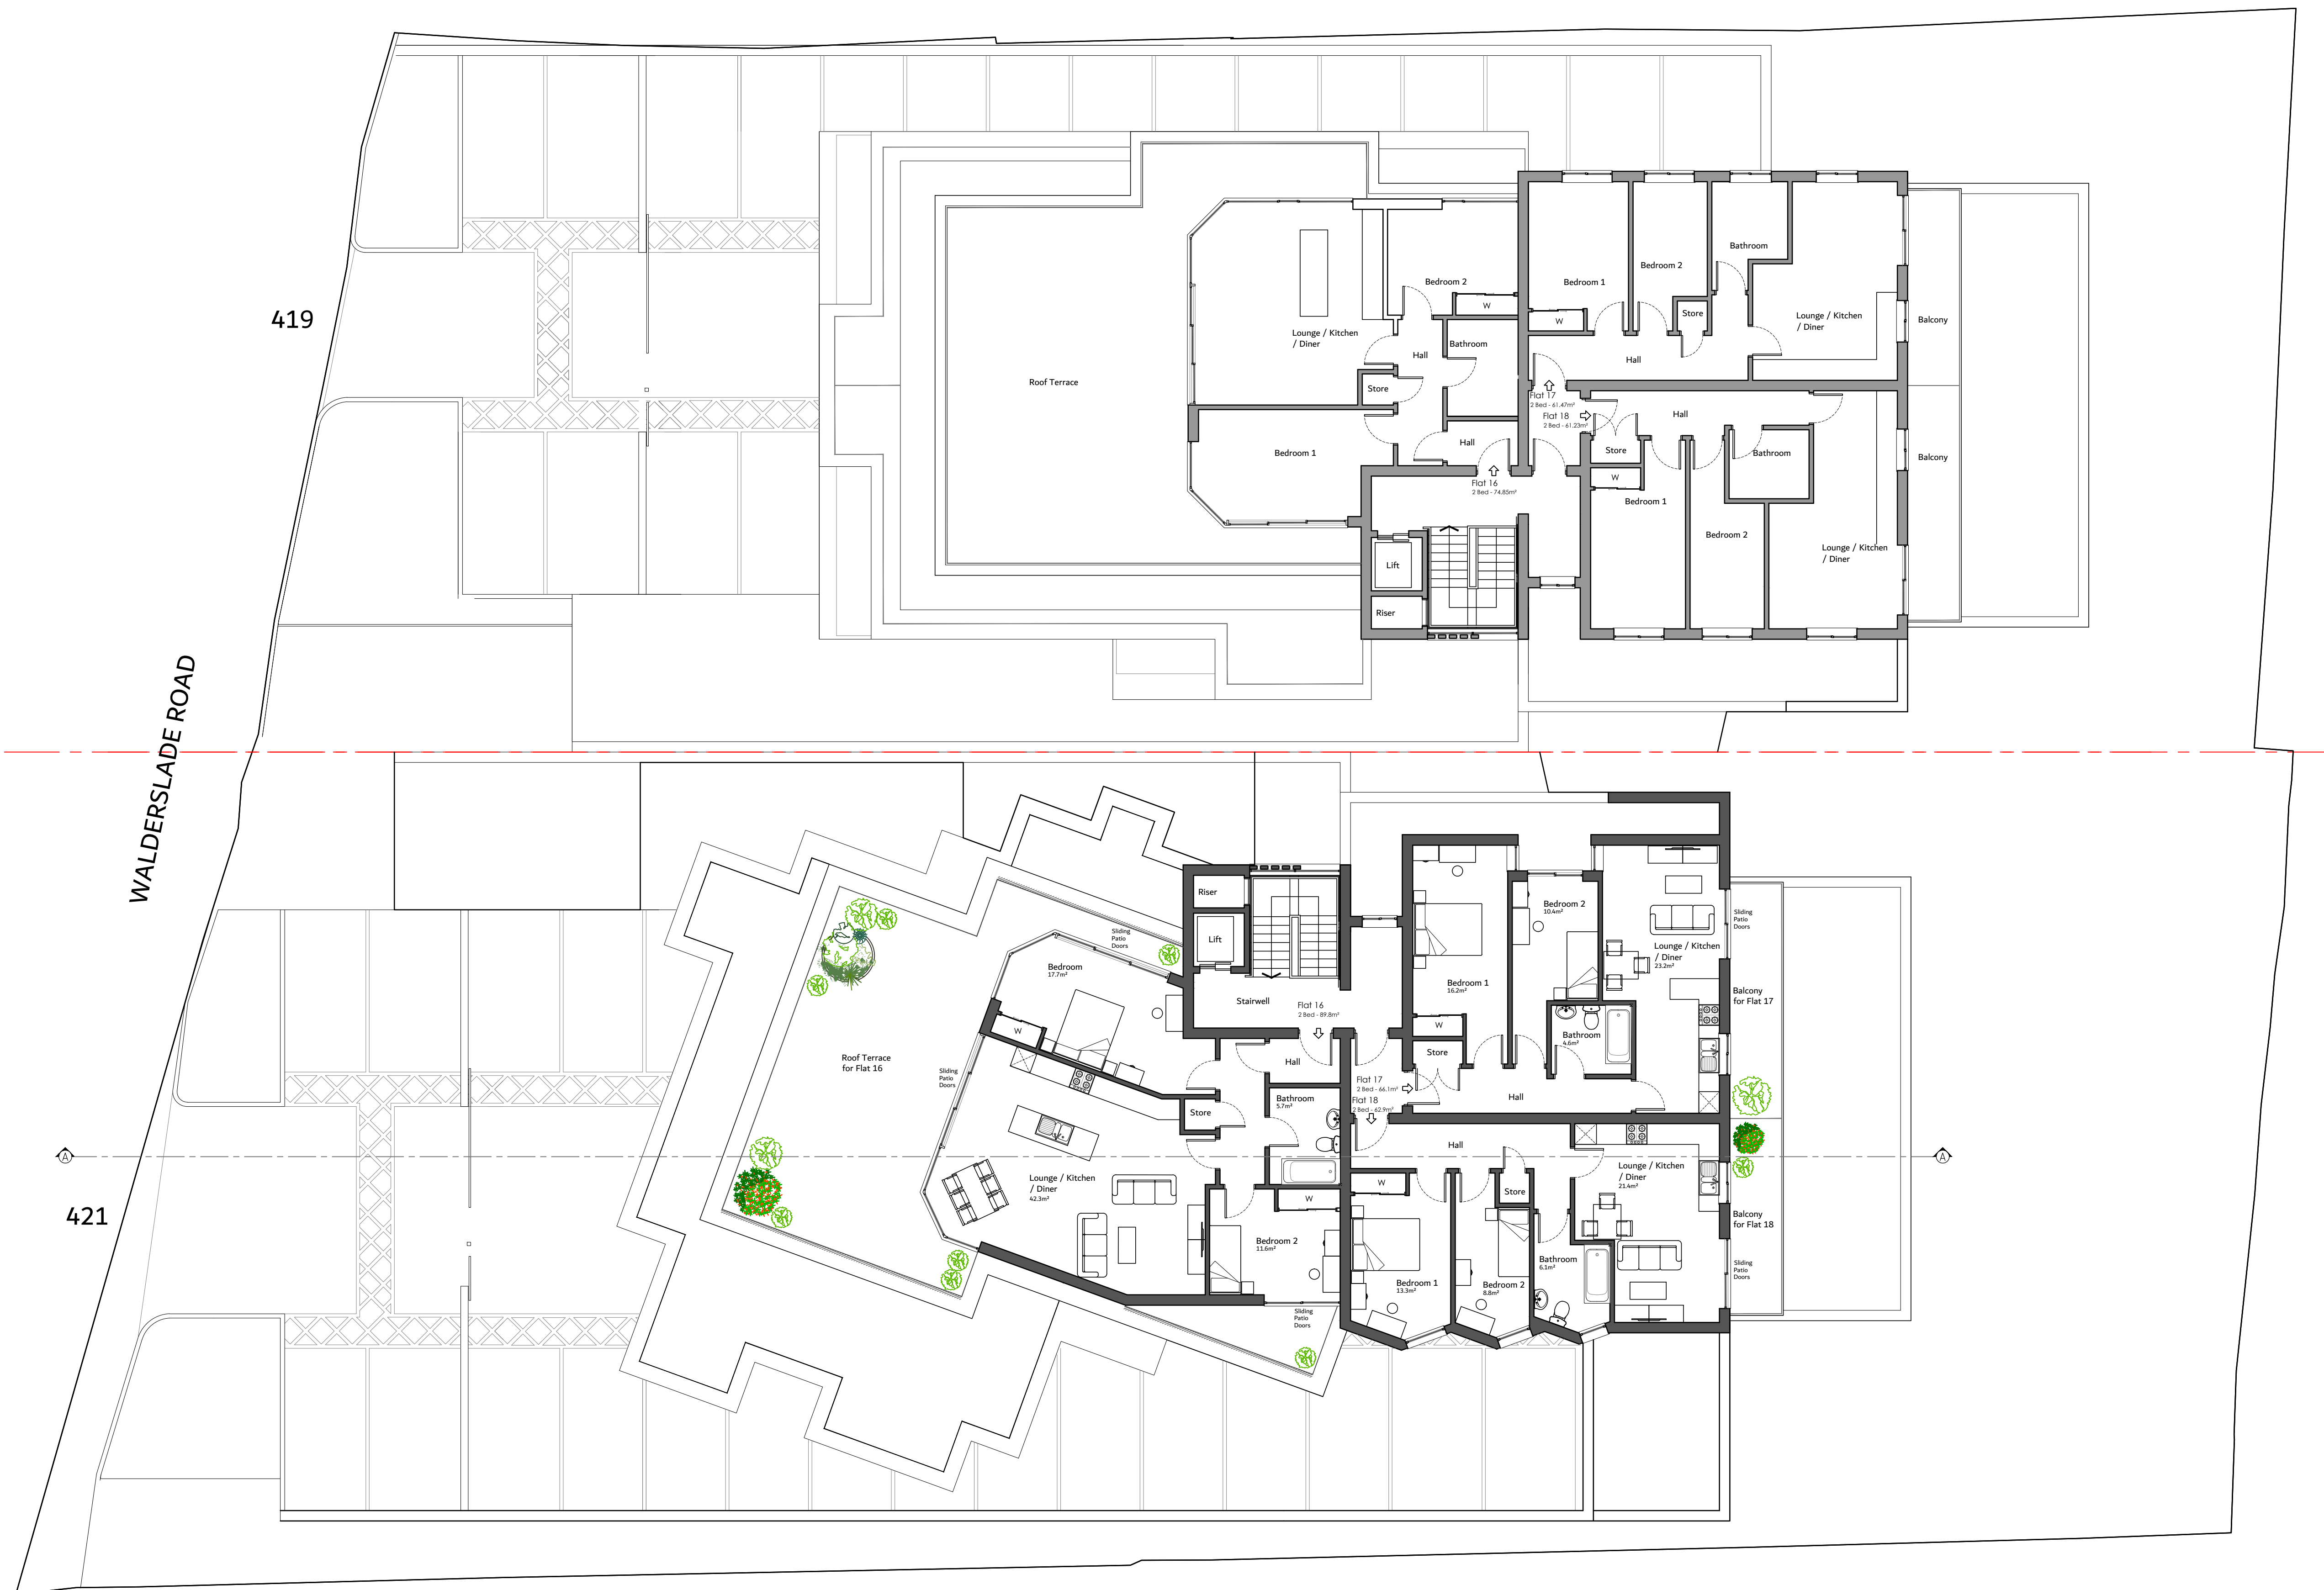 419
WALDERSLADE ROAD
421
Roof Terrace
Lounge / Kitchen
/ Diner
Bedroom 2
W
Bathroom
Hall
Store
Bedroom 1
Hall
Flat 16
2 Bed - 74.85m²
Lift
Riser
Bedroom 1
W
Bedroom 2
Store
Bathroom
Lounge / Kitchen
/ Diner
Balcony
Hall
Flat 17
2 Bed - 61.47m²
Flat 18
2 Bed - 61.23m²
Hall
Store
W
Bedroom 1
Bathroom
Bedroom 2
Lounge / Kitchen
/ Diner
Balcony
Riser
Lift
Stairwell
Flat 16
2 Bed - 89.8m²
Sliding
Patio
Doors
Bedroom
17.7m²
W
Roof Terrace
for Flat 16
Sliding
Patio
Doors
Hall
Store
Bathroom
5.7m²
Lounge / Kitchen
/ Diner
42.3m²
W
Bedroom 2
11.6m²
Sliding
Patio
Doors
Flat 17
2 Bed - 66.1m²
Flat 18
2 Bed - 62.9m²
Bedroom 1
16.2m²
W
Store
Bedroom 2
10.4m²
Bathroom
4.6m²
Hall
Lounge / Kitchen
/ Diner
23.2m²
Sliding
Patio
Doors
Balcony
for Flat 17
Hall
W
Store
Bedroom 1
13.3m²
Bedroom 2
8.8m²
Bathroom
6.1m²
Lounge / Kitchen
/ Diner
21.4m²
Balcony
for Flat 18
Sliding
Patio
Doors
A
A